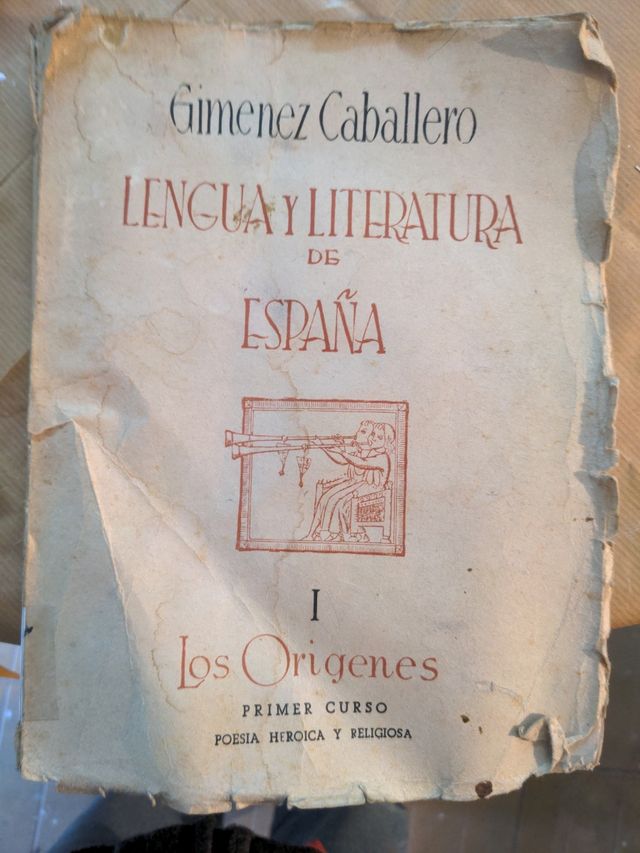 Gimenez Caballero
LENGUA Y LITERATURA
DE
ESPAÑA
I
Los Origenes
PRIMER CURSO
POESIA HEROICA Y RELIGIOSA